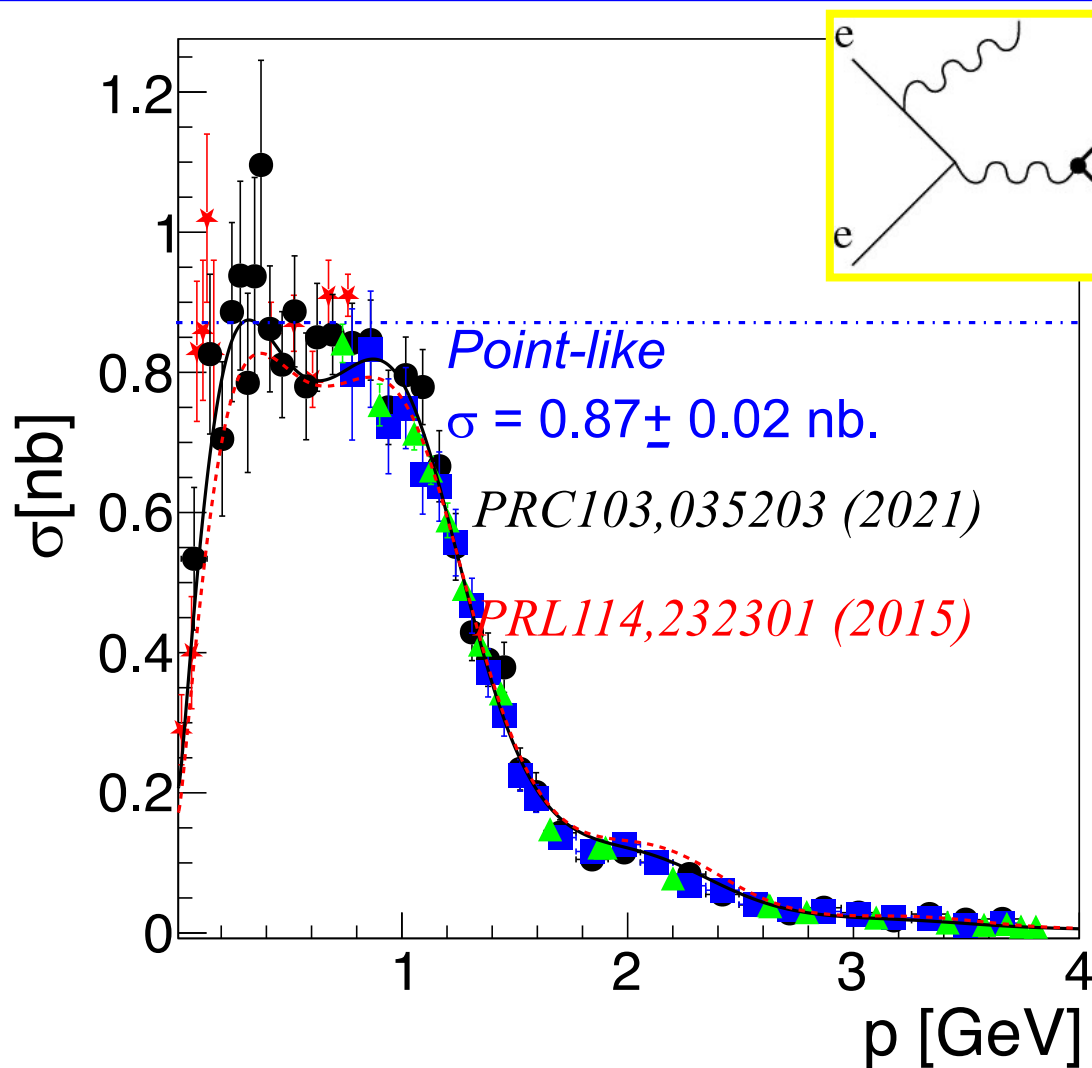 e
e
1.2
1
0.8
0.6
0.4
0.2
0
σ[nb]
Point-like
σ = 0.87± 0.02 nb.
PRC103,035203 (2021)
PRL114,232301 (2015)
1
2
3
4
p [GeV]